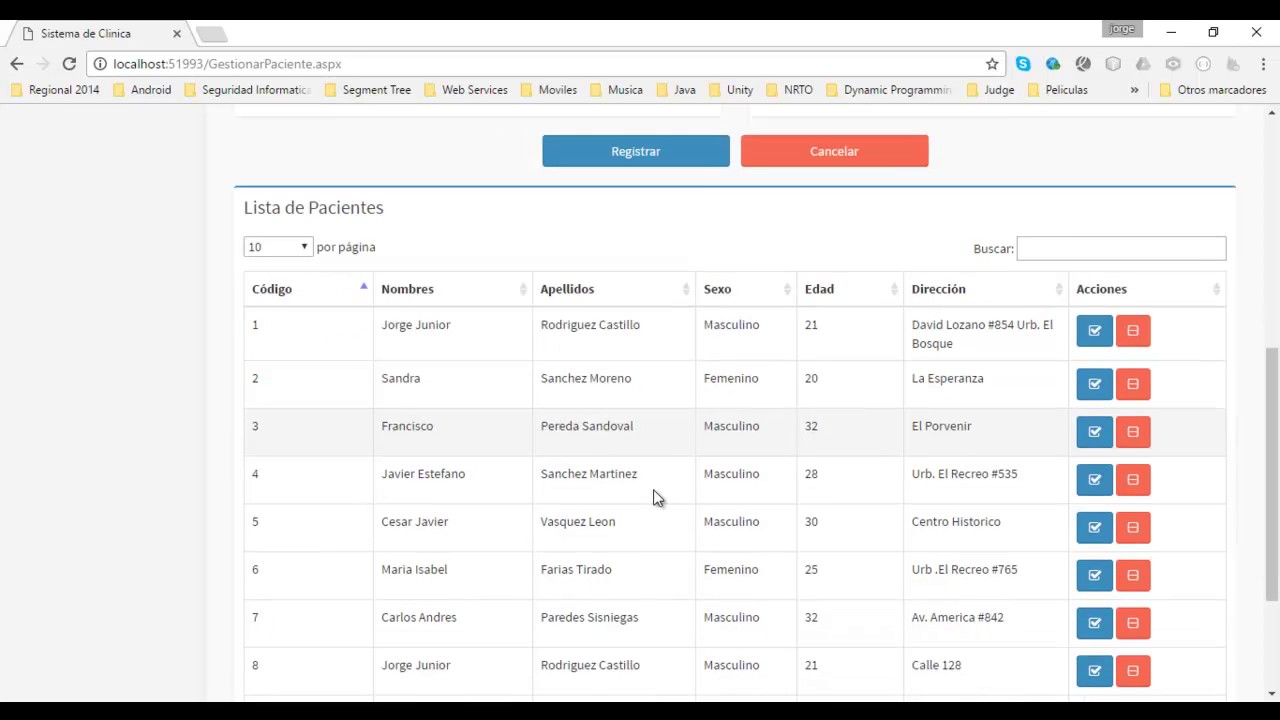 Sistema de Clinica
jorge
localhost:51993/GestionarPaciente.aspx
Regional 2014 Android Seguridad Informatica Segment Tree Web Services Moviles Musica Java Unity NRTO Dynamic Programmin Judge Peliculas » Otros marcadores
Registrar Cancelar
Lista de Pacientes
10 por página Buscar:
Código Nombres Apellidos Sexo Edad Dirección Acciones
1 Jorge Junior Rodriguez Castillo Masculino 21 David Lozano #854 Urb. El
Bosque
2 Sandra Sanchez Moreno Femenino 20 La Esperanza
3 Francisco Pereda Sandoval Masculino 32 El Porvenir
4 Javier Estefano Sanchez Martinez Masculino 28 Urb. El Recreo #535
5 Cesar Javier Vasquez Leon Masculino 30 Centro Historico
6 Maria Isabel Farias Tirado Femenino 25 Urb .El Recreo #765
7 Carlos Andres Paredes Sisniegas Masculino 32 Av. America #842
8 Jorge Junior Rodriguez Castillo Masculino 21 Calle 128